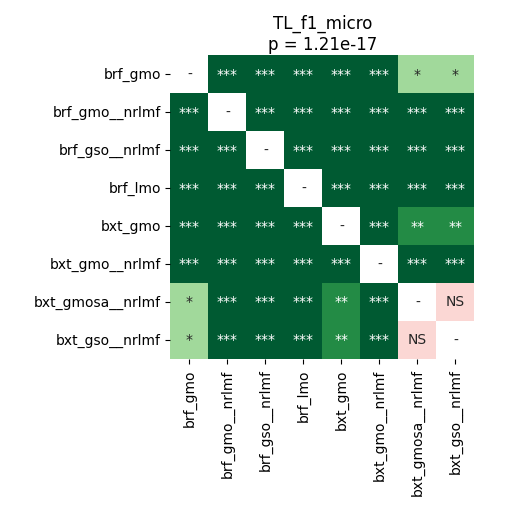 TL_f1_micro
p = 1.21e-17
brf_gmo - *** *** *** *** *** * *
brf_gmo__nrlmf *** - *** *** *** *** *** ***
brf_gso__nrlmf *** *** - *** *** *** *** ***
brf_lmo *** *** *** - *** *** *** ***
bxt_gmo *** *** *** *** - *** ** **
bxt_gmo__nrlmf *** *** *** *** *** - *** ***
bxt_gmosa__nrlmf * *** *** *** ** *** - NS
bxt_gso__nrlmf * *** *** *** ** *** NS -
brf_gmo
brf_gmo__nrlmf
brf_gso__nrlmf
brf_lmo
bxt_gmo
bxt_gmo__nrlmf
bxt_gmosa__nrlmf
bxt_gso__nrlmf